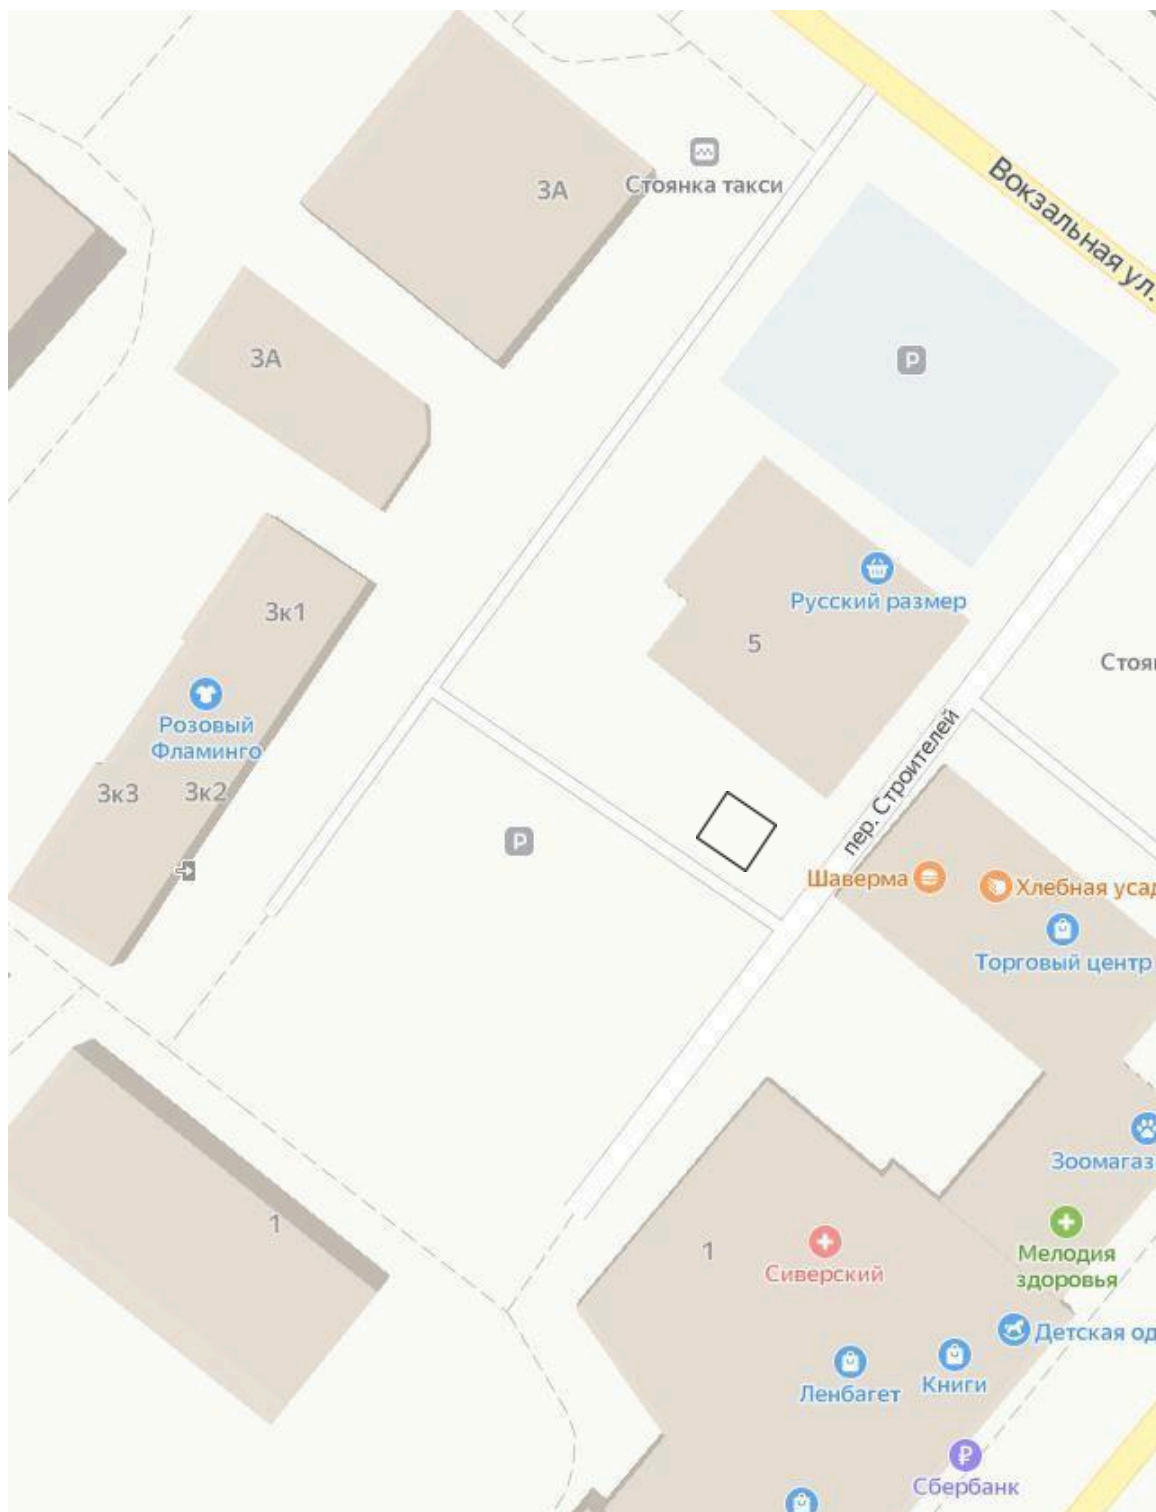 3А
Стоянка такси
Вокзальная ул.
3А
P
Русский размер
5
3к1
Стоян
Розовый
Фламинго
3к3
3к2
пер. Строителей
P
Шаверма
Хлебная усад
Торговый центр
Зоомагаз
1
1
Сиверский
Мелодия
здоровья
Детская од
Ленбагет
Книги
₽
Сбербанк